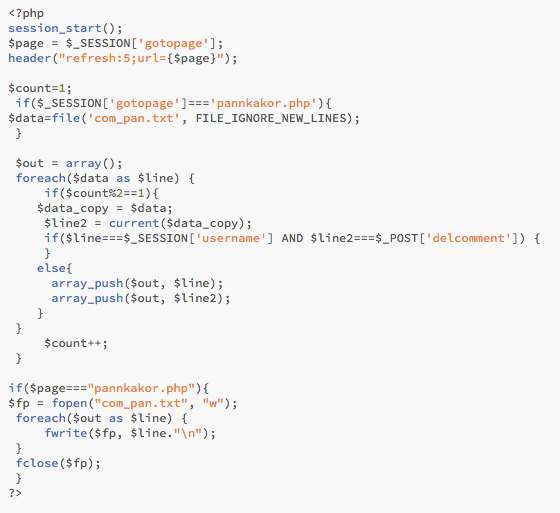 <?php
session_start();
$page = $_SESSION['gotopage'];
header("refresh:5;url={$page}");
$count=1;
if($_SESSION['gotopage']==='pannkakor.php'){
$data=file('com_pan.txt', FILE_IGNORE_NEW_LINES);
}
$out = array();
foreach($data as $line) {
if($count%2==1){
$data_copy = $data;
$line2 = current($data_copy);
if($line===$_SESSION['username'] AND $line2===$_POST['delcomment']) {
}
else{
array_push($out, $line);
array_push($out, $line2);
}
}
$count++;
}
if($page==="pannkakor.php"){
$fp = fopen("com_pan.txt", "w");
foreach($out as $line) {
fwrite($fp, $line."\n");
}
fclose($fp);
}
?>